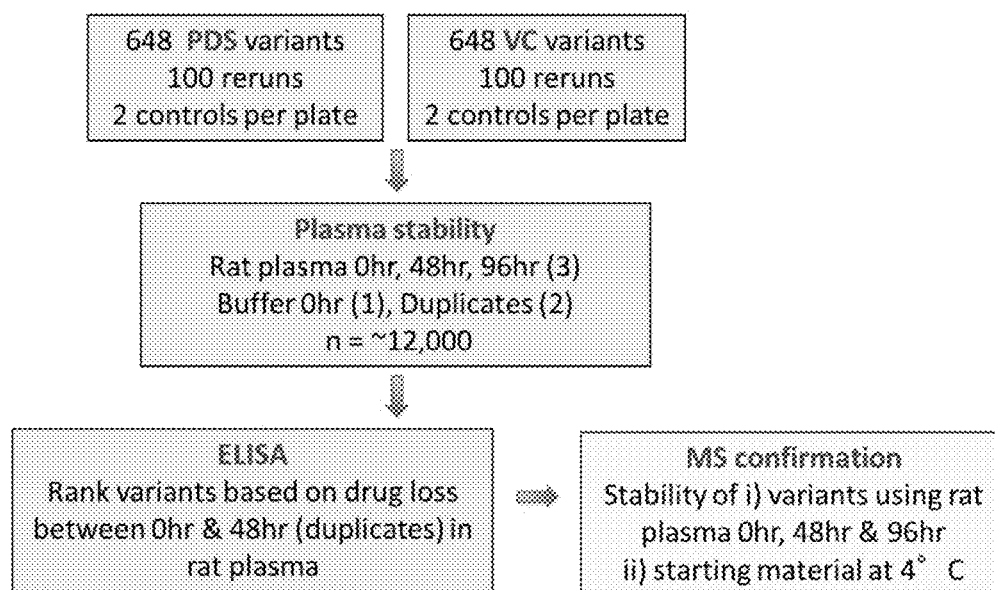 648 PDS variants
100 reruns
2 controls per plate
648 VC variants
100 reruns
2 controls per plate
Plasma stability
Rat plasma 0hr, 48hr, 96hr (3)
Buffer 0hr (1), Duplicates (2)
n = ~12,000
ELISA
Rank variants based on drug loss
between 0hr & 48hr (duplicates) in
rat plasma
MS confirmation
Stability of i) variants using rat
plasma 0hr, 48hr & 96hr
ii) starting material at 4° C